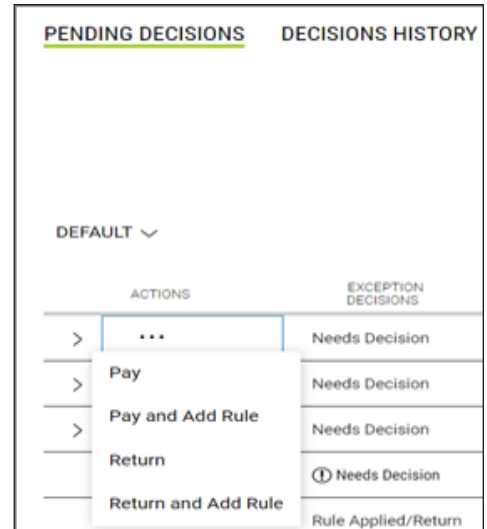 PENDING DECISIONS DECISIONS HISTORY
DEFAULT
ACTIONS EXCEPTION DECISIONS
... Needs Decision
Pay Needs Decision
Pay and Add Rule Needs Decision
Return Needs Decision
Return and Add Rule Rule Applied/Return